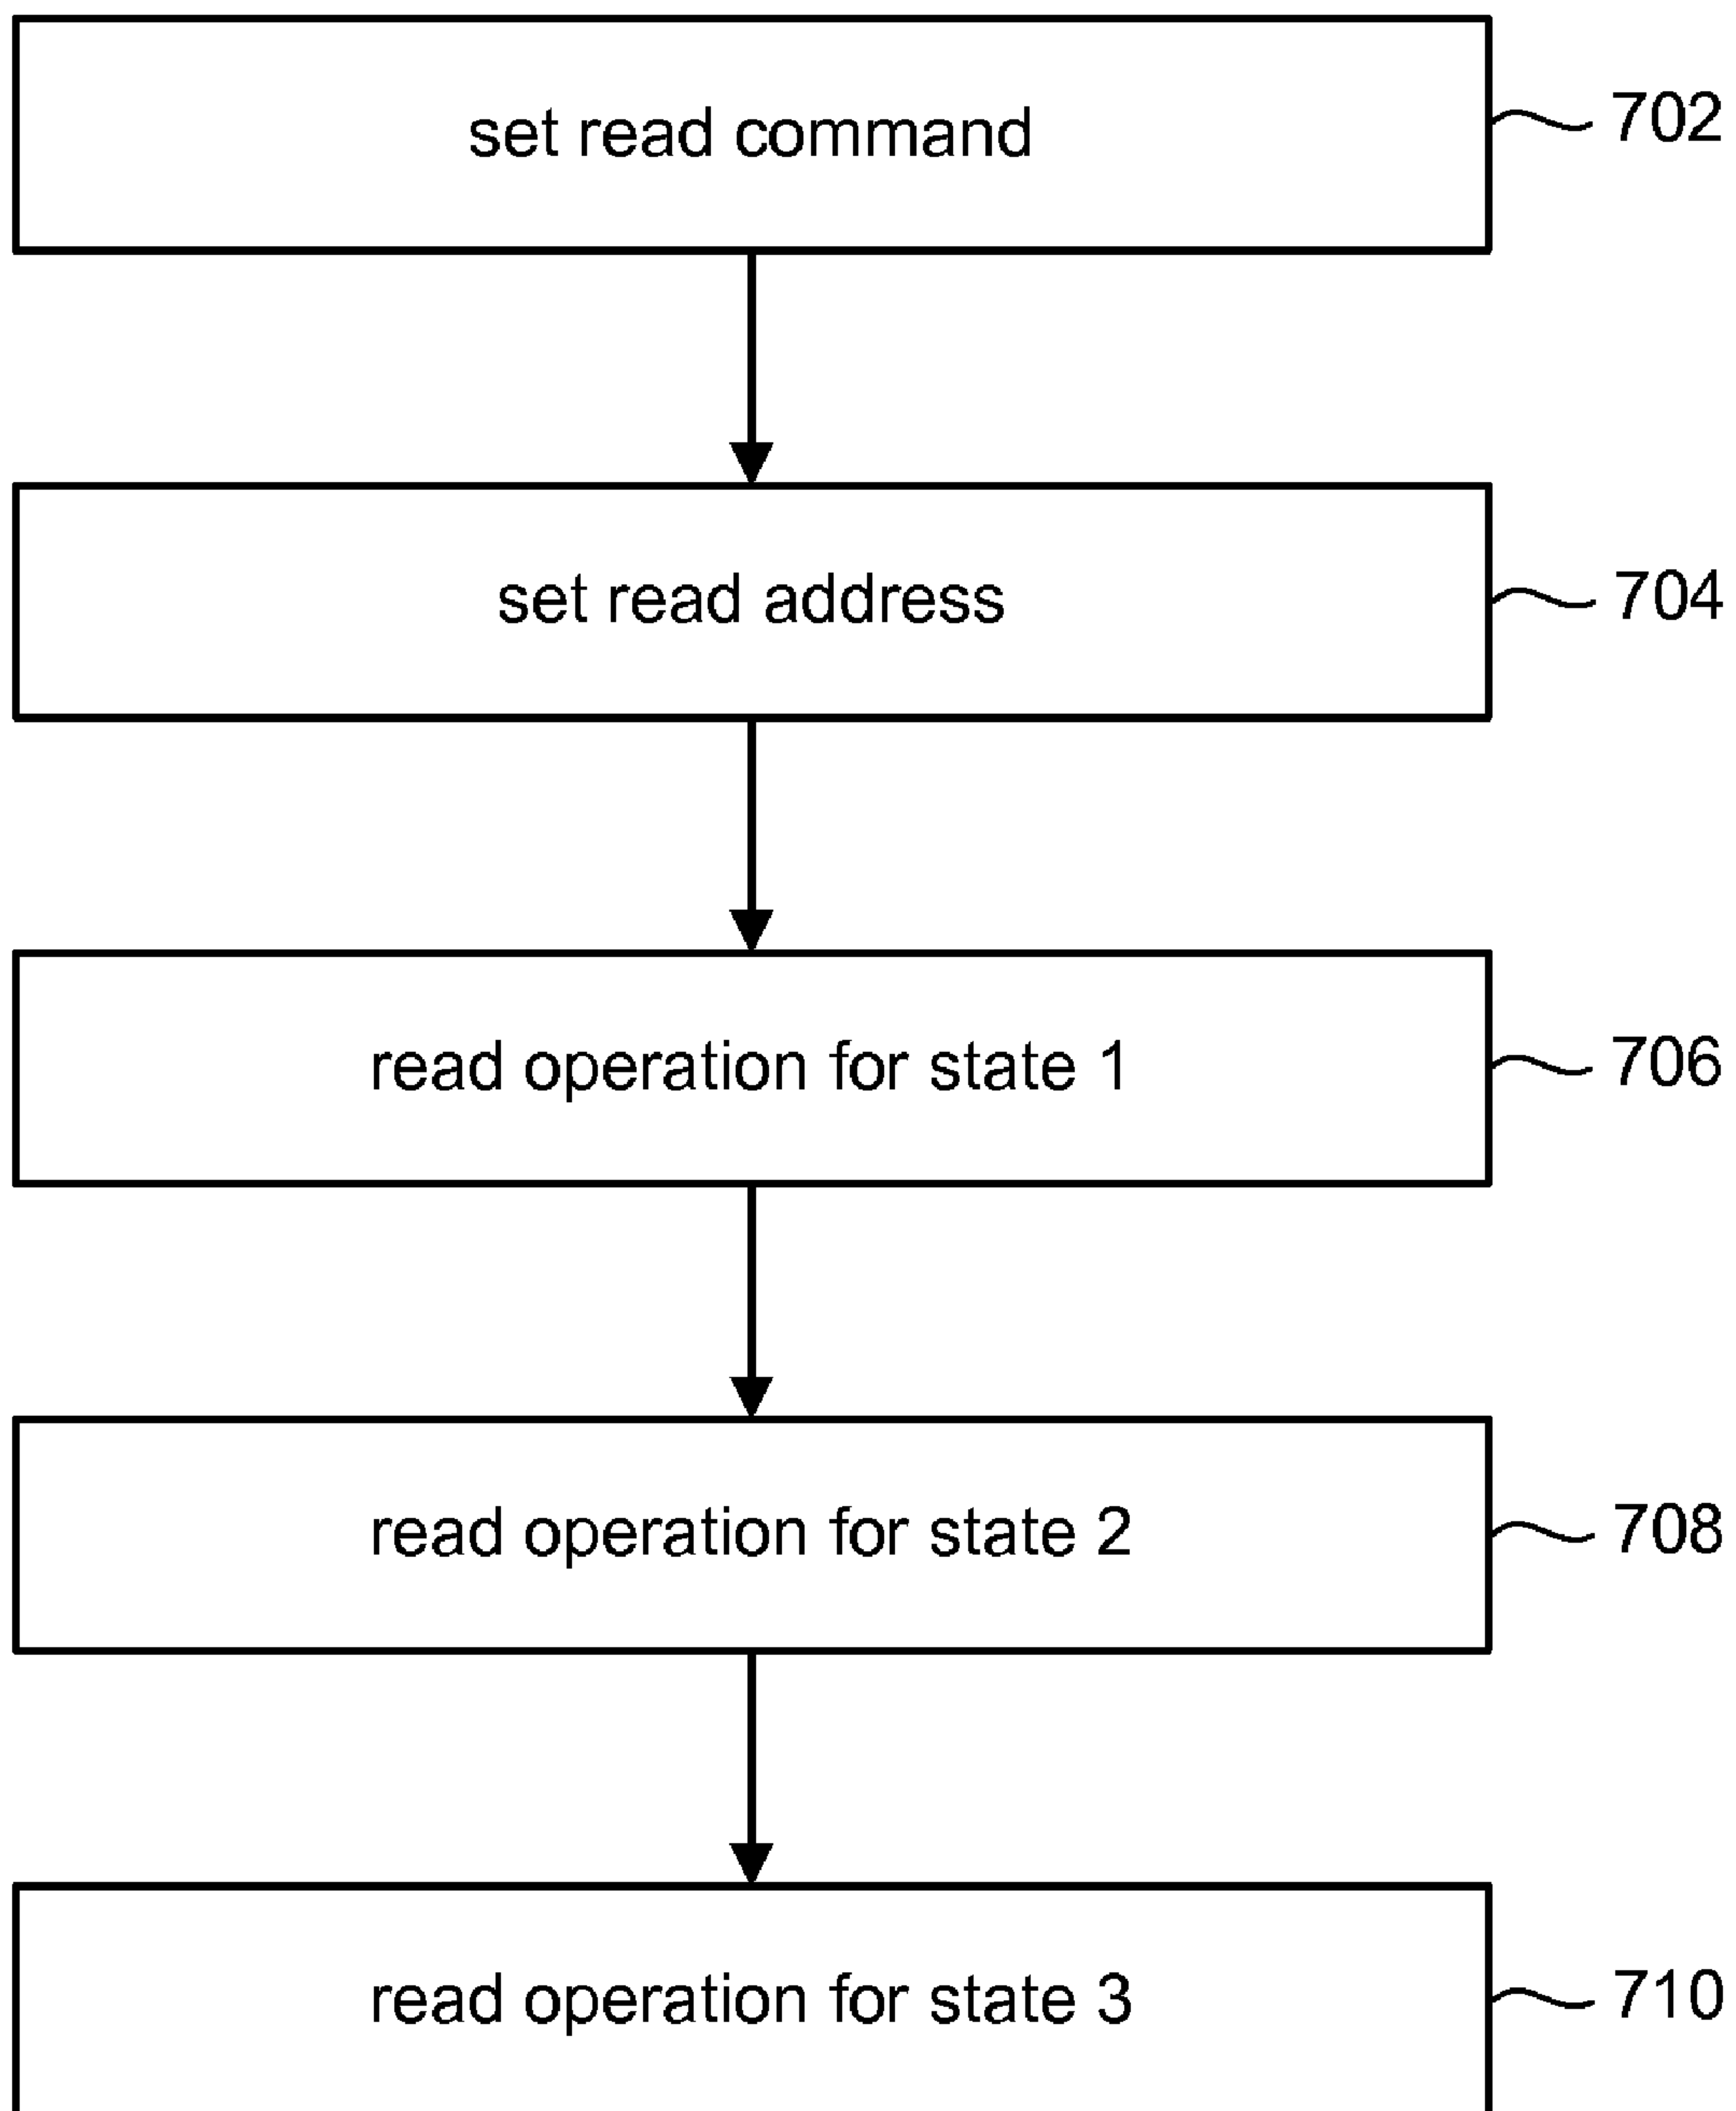 set read command 702
set read address 704
read operation for state 1 706
read operation for state 2 708
read operation for state 3 710